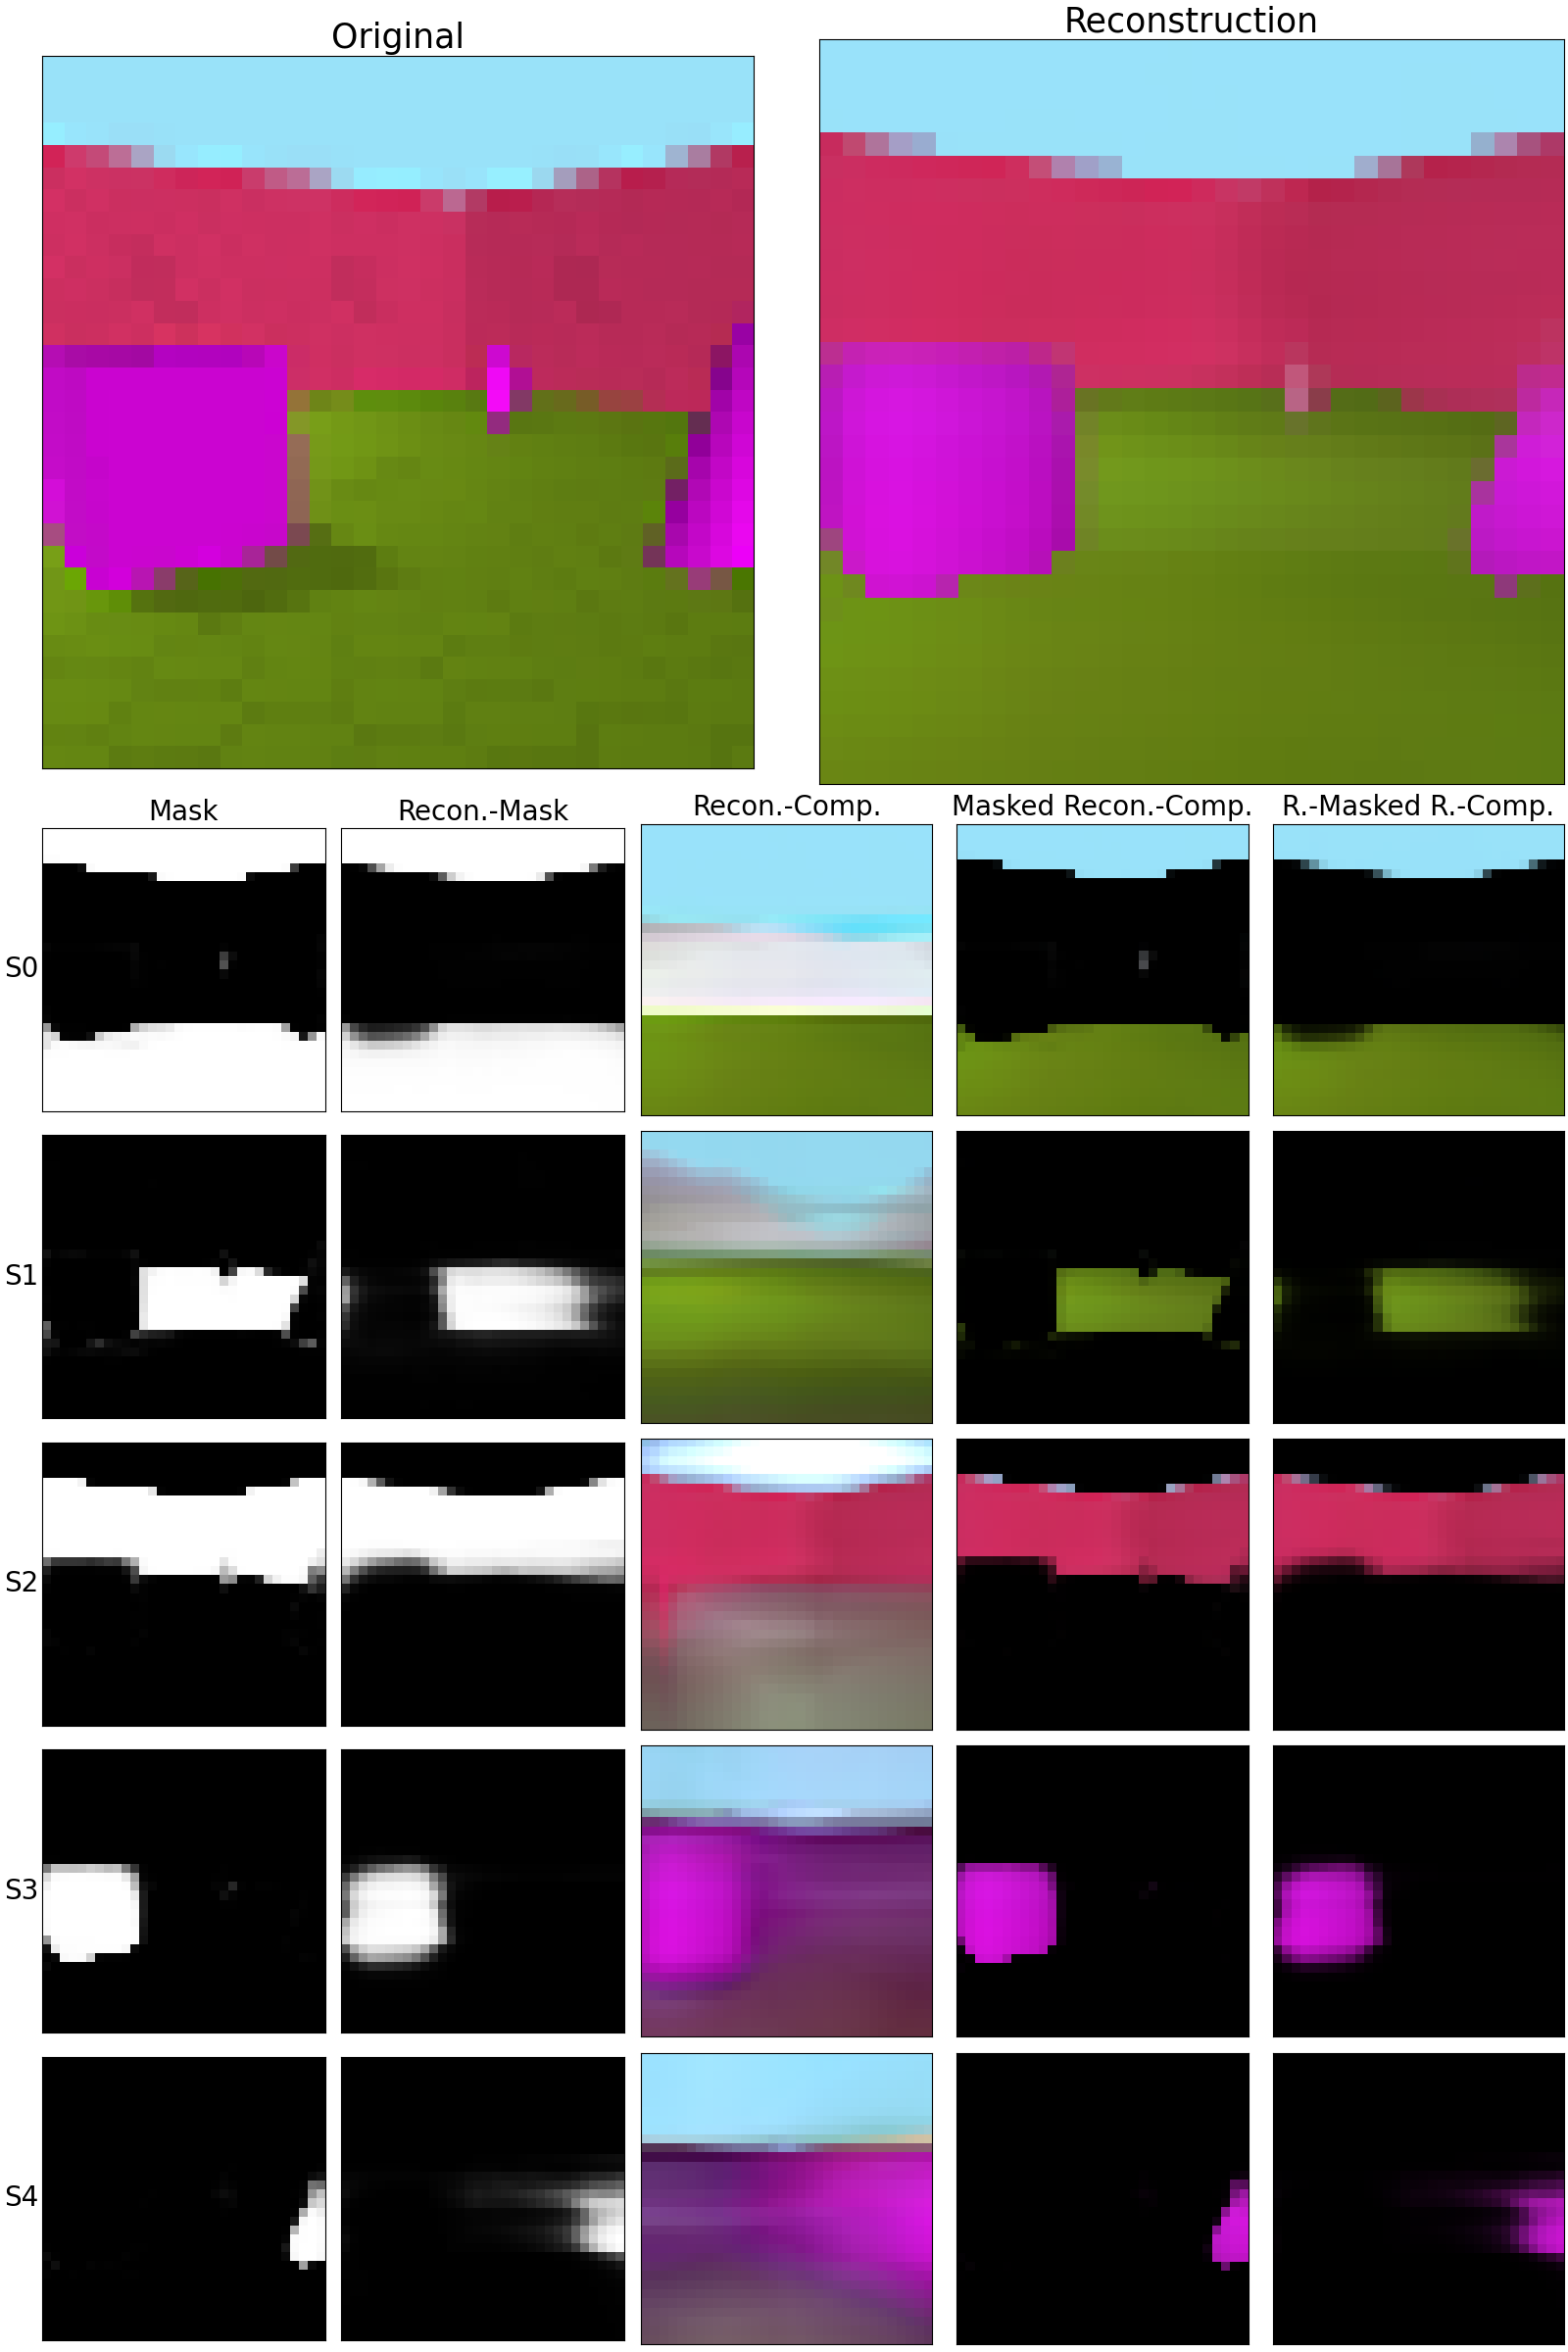 Original
Reconstruction
Mask
Recon.-Mask
Recon.-Comp.
Masked Recon.-Comp.
R.-Masked R.-Comp.
S0
S1
S2
S3
S4